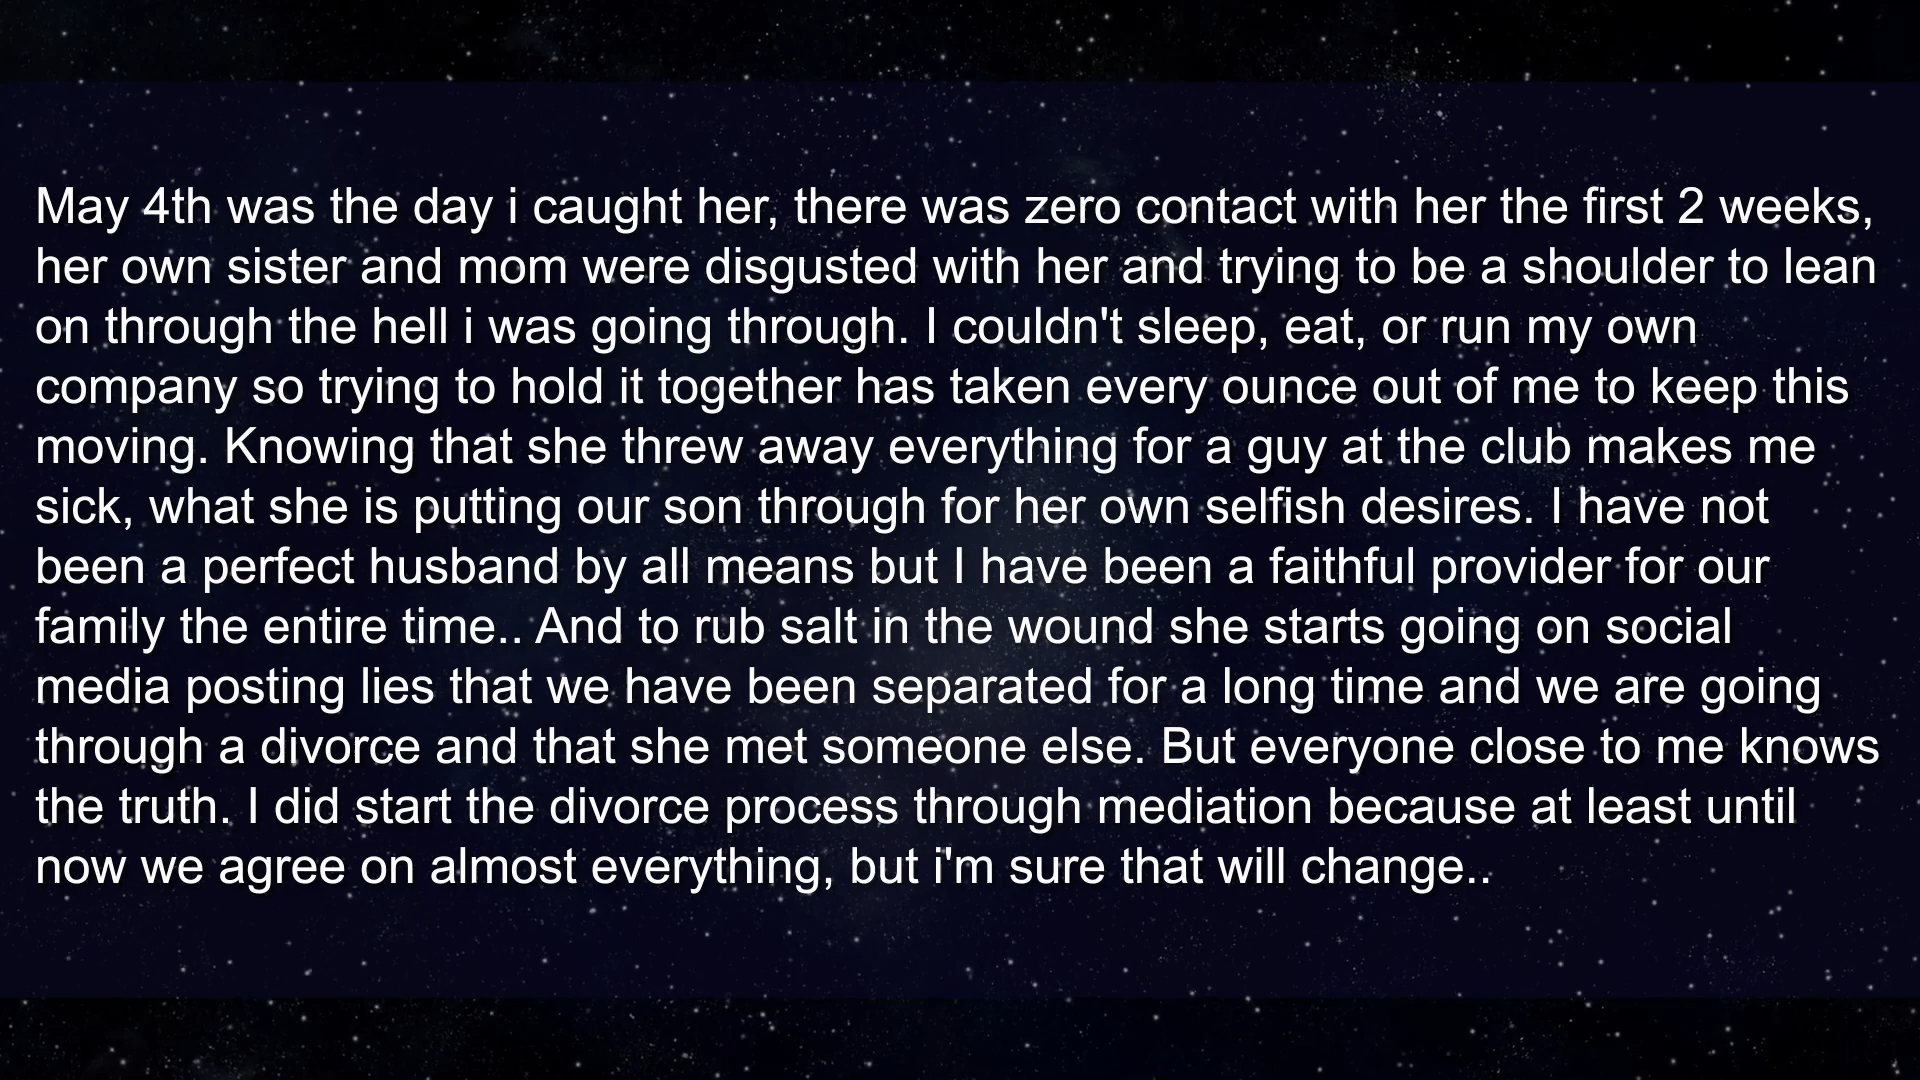 May 4th was the day i caught her, there was zero contact with her the first 2 weeks,
her own sister and mom were disgusted with her and trying to be a shoulder to lean
on through the hell i was going through. I couldn't sleep, eat, or run my own
company so trying to hold it together has taken every ounce out of me to keep this
moving. Knowing that she threw away everything for a guy at the club makes me
sick, what she is putting our son through for her own selfish desires. I have not
been a perfect husband by all means but I have been a faithful provider for our
family the entire time.. And to rub salt in the wound she starts going on social
media posting lies that we have been separated for a long time and we are going
through a divorce and that she met someone else. But everyone close to me knows
the truth. I did start the divorce process through mediation because at least until
now we agree on almost everything, but i'm sure that will change..